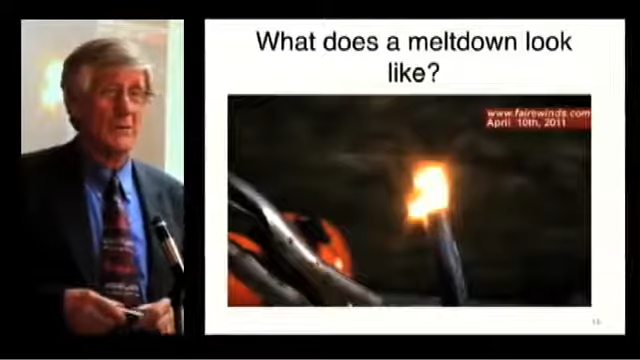 What does a meltdown look
like?
www.fairewinds.com
April 10th, 2011